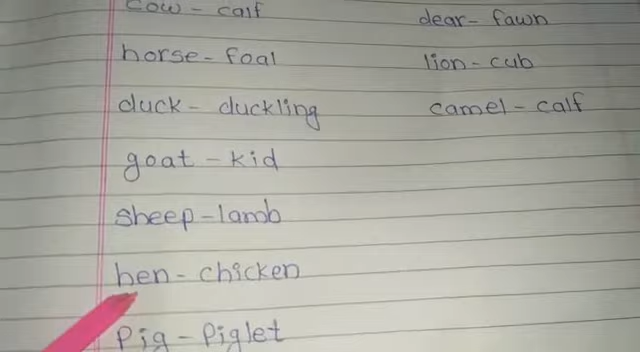 cow - calf
horse - foal
duck - duckling
goat - kid
sheep - lamb
hen - chicken
pig - piglet
dear - fawn
lion - cub
camel - calf